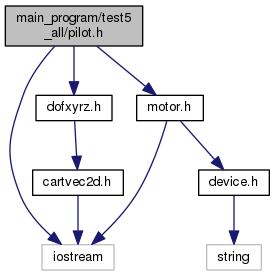 main_program/test5
_all/pilot.h
dofxyrz.h
motor.h
cartvec2d.h
device.h
iostream
string